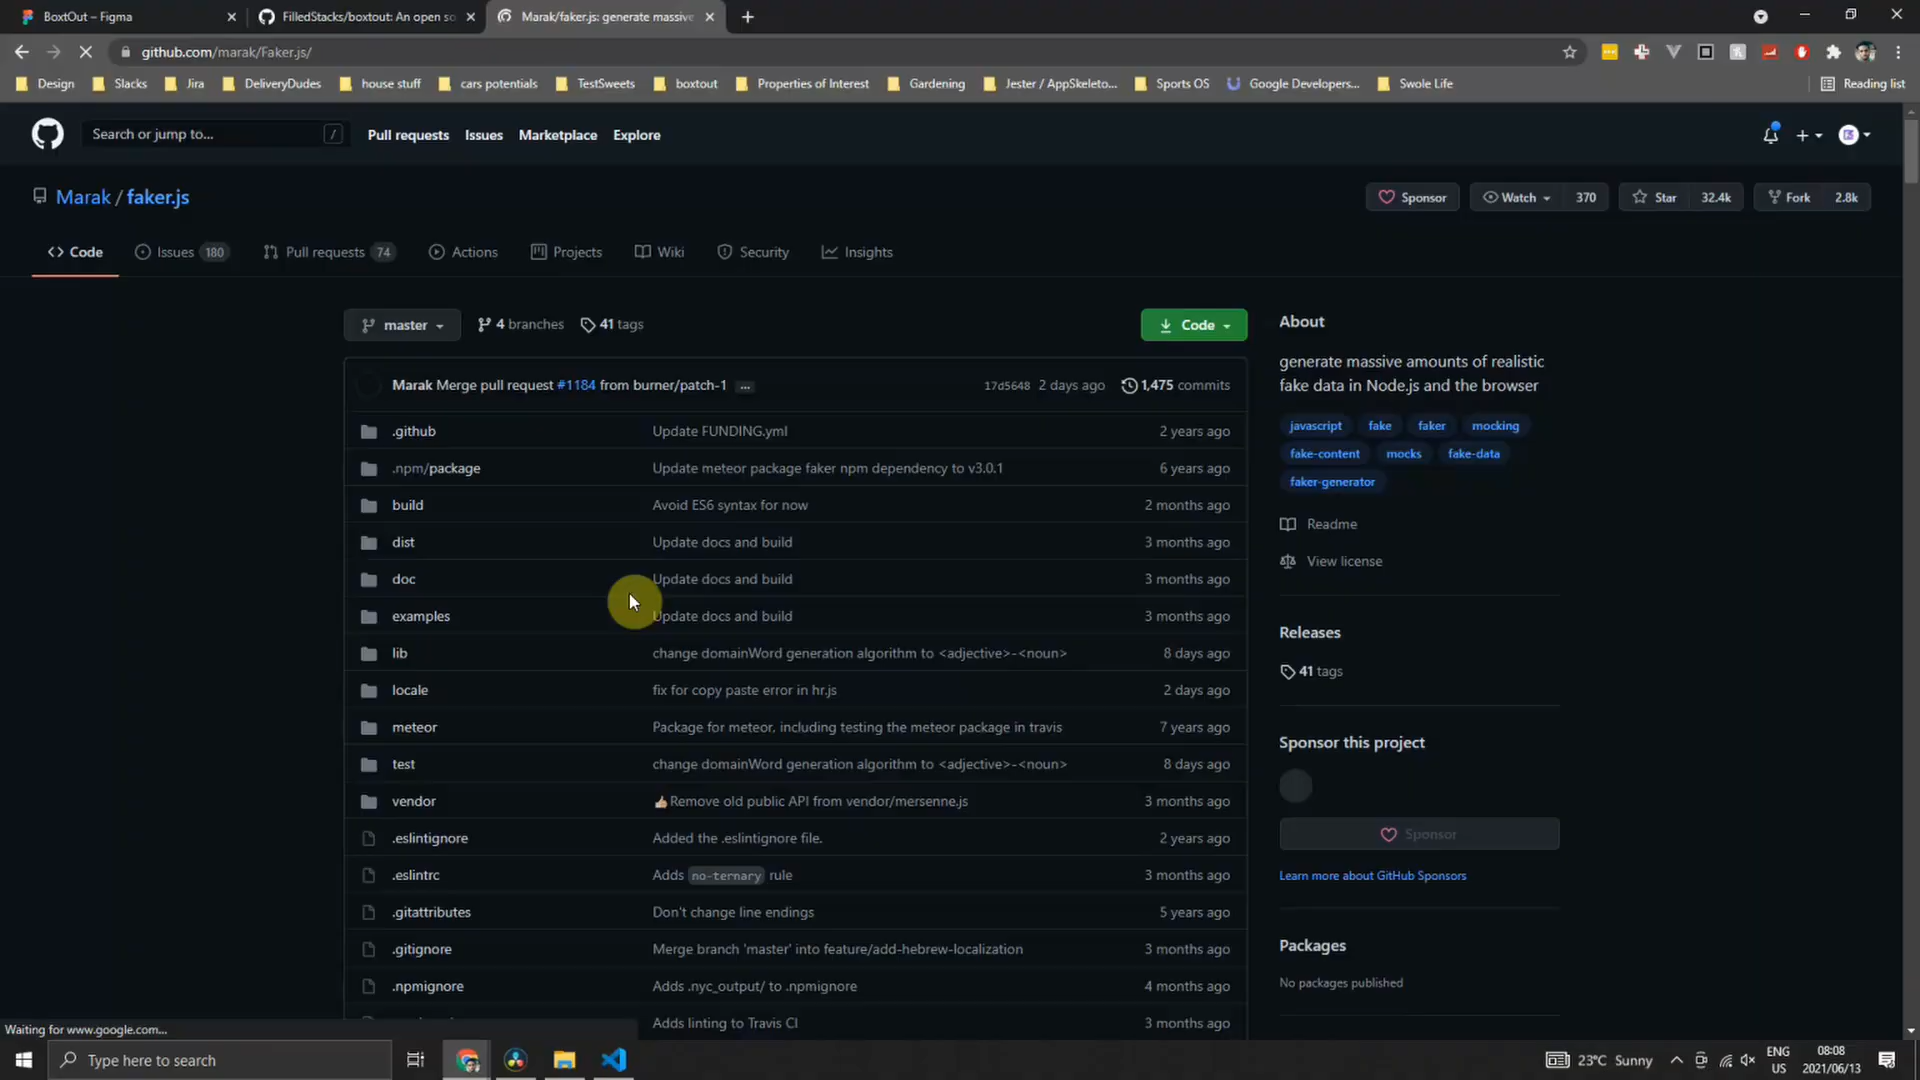 BoxtOut – Figma
FilledStacks/boxtout: An open so
Marak/faker.js: generate massive
github.com/marak/Faker.js/
Design
Slacks
Jira
DeliveryDudes
house stuff
cars potentials
TestSweets
boxtout
Properties of Interest
Gardening
Jester / AppSkeleto...
Sports OS
Google Developers...
Swole Life
Reading list
Search or jump to...
/
Pull requests
Issues
Marketplace
Explore
Marak / faker.js
Sponsor
Watch
370
Star
32.4k
Fork
2.8k
Code
Issues 180
Pull requests 74
Actions
Projects
Wiki
Security
Insights
master
4 branches
41 tags
Code
Marak Merge pull request #1184 from burner/patch-1 ...
17d5648 2 days ago
1,475 commits
.github Update FUNDING.yml 2 years ago
.npm/package Update meteor package faker npm dependency to v3.0.1 6 years ago
build Avoid ES6 syntax for now 2 months ago
dist Update docs and build 3 months ago
doc Update docs and build 3 months ago
examples Update docs and build 3 months ago
lib change domainWord generation algorithm to <adjective>-<noun> 8 days ago
locale fix for copy paste error in hr.js 2 days ago
meteor Package for meteor, including testing the meteor package in travis 7 years ago
test change domainWord generation algorithm to <adjective>-<noun> 8 days ago
vendor 👍🏼Remove old public API from vendor/mersenne.js 3 months ago
.eslintignore Added the .eslintignore file. 2 years ago
.eslintrc Adds no-ternary rule 3 months ago
.gitattributes Don't change line endings 5 years ago
.gitignore Merge branch 'master' into feature/add-hebrew-localization 3 months ago
.npmignore Adds .nyc_output/ to .npmignore 4 months ago
Adds linting to Travis CI 3 months ago
About
generate massive amounts of realistic
fake data in Node.js and the browser
javascript fake faker mocking
fake-content mocks fake-data
faker-generator
Readme
View license
Releases
41 tags
Sponsor this project
Sponsor
Learn more about GitHub Sponsors
Packages
No packages published
Waiting for www.google.com...
Type here to search
23°C Sunny
ENG
US
08:08
2021/06/13